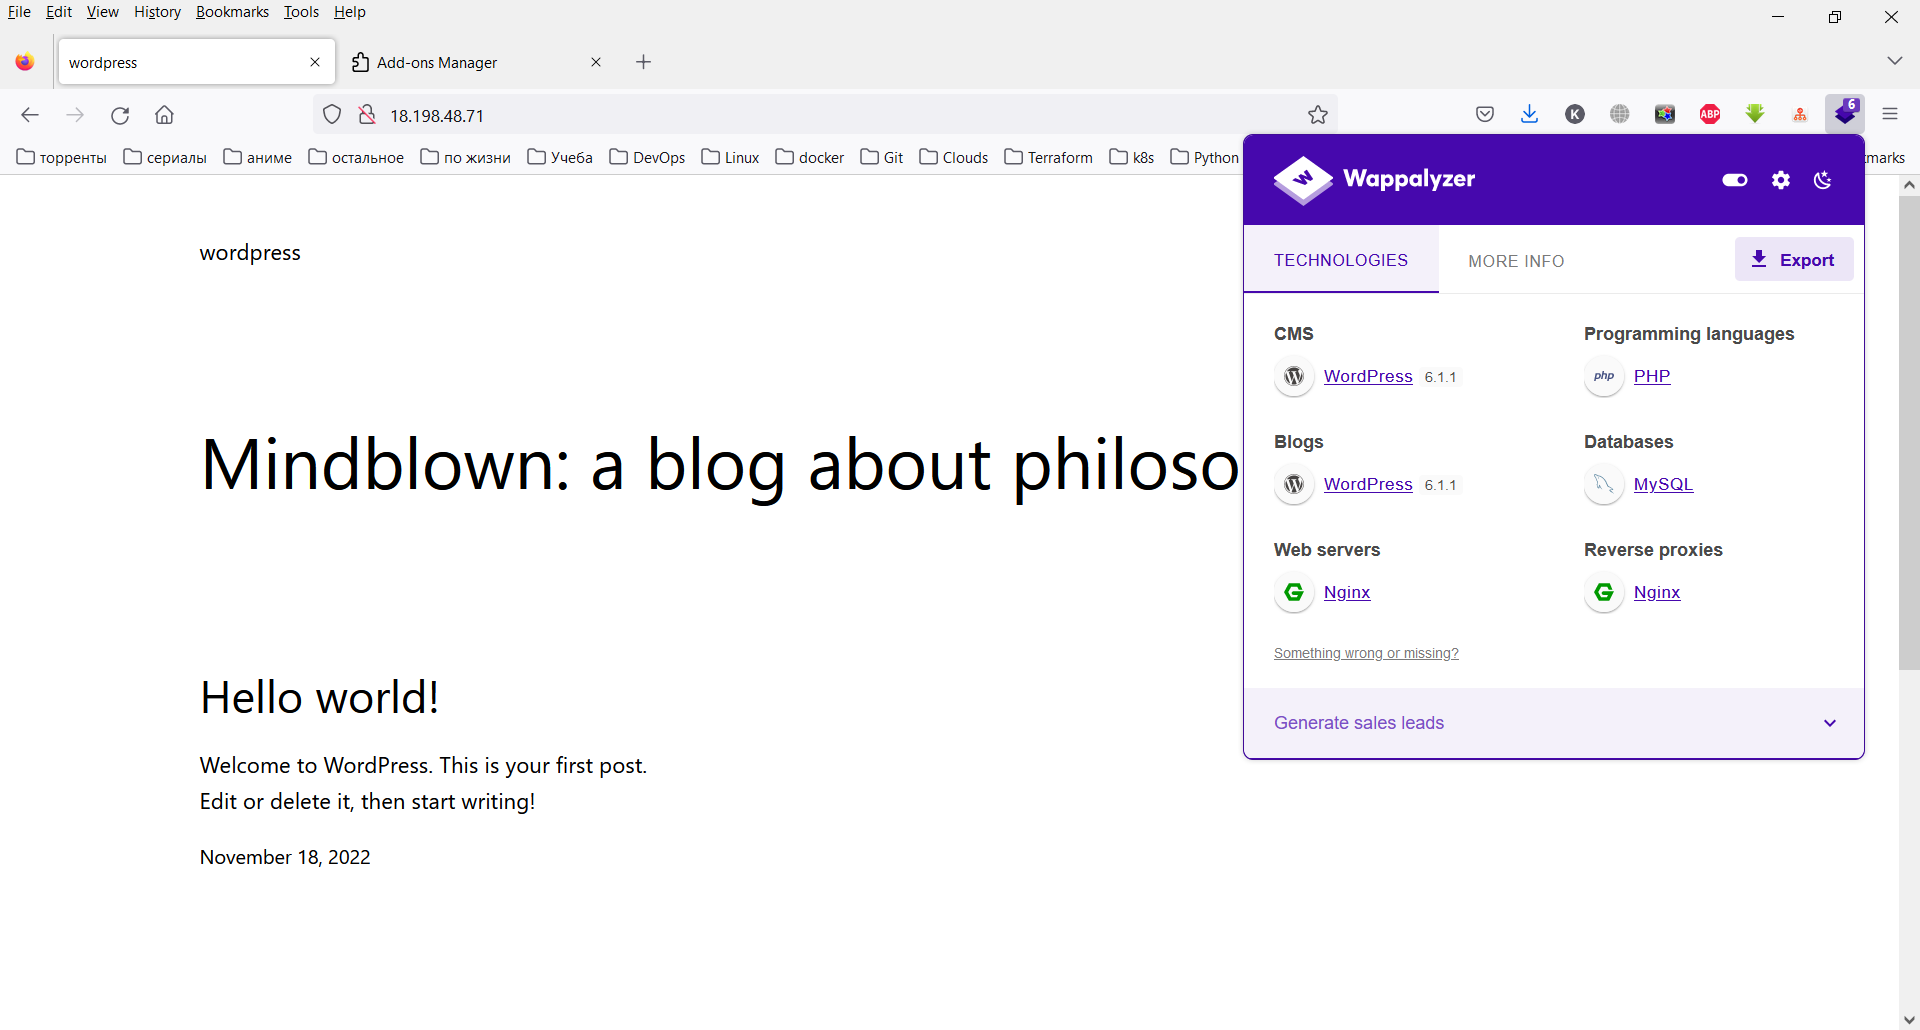 File Edit View History Bookmarks Tools Help
wordpress
Add-ons Manager
18.198.48.71
K
ABP
6
торренты сериалы аниме остальное по жизни Учеба DevOps Linux docker Git Clouds Terraform k8s Python
marks
Wappalyzer
TECHNOLOGIES
MORE INFO
Export
wordpress
Mindblown: a blog about philoso
Hello world!
Welcome to WordPress. This is your first post.
Edit or delete it, then start writing!
November 18, 2022
CMS
WordPress 6.1.1
Programming languages
php PHP
Blogs
WordPress 6.1.1
Databases
MySQL
Web servers
Nginx
Reverse proxies
Nginx
Something wrong or missing?
Generate sales leads